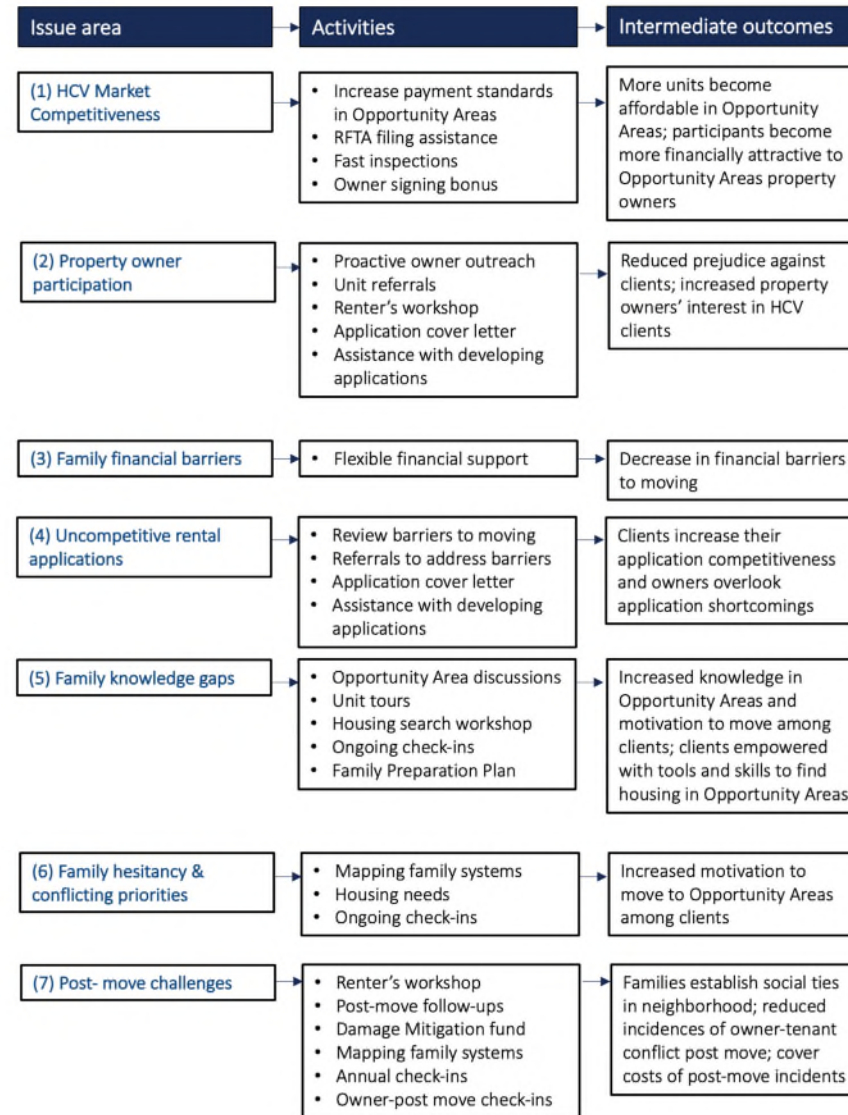 Issue area
Activities
Intermediate outcomes
(1) HCV Market
Competitiveness
• Increase payment standards
in Opportunity Areas
• RFTA filing assistance
• Fast inspections
• Owner signing bonus
More units become
affordable in Opportunity
Areas; participants become
more financially attractive to
Opportunity Areas property
owners
(2) Property owner
participation
• Proactive owner outreach
• Unit referrals
• Renter's workshop
• Application cover letter
• Assistance with developing
applications
Reduced prejudice against
clients; increased property
owners' interest in HCV
clients
(3) Family financial barriers
• Flexible financial support
Decrease in financial barriers
to moving
(4) Uncompetitive rental
applications
• Review barriers to moving
• Referrals to address barriers
• Application cover letter
• Assistance with developing
applications
Clients increase their
application competitiveness
and owners overlook
application shortcomings
(5) Family knowledge gaps
• Opportunity Area discussions
• Unit tours
• Housing search workshop
• Ongoing check-ins
• Family Preparation Plan
Increased knowledge in
Opportunity Areas and
motivation to move among
clients; clients empowered
with tools and skills to find
housing in Opportunity Areas
(6) Family hesitancy &
conflicting priorities
• Mapping family systems
• Housing needs
• Ongoing check-ins
Increased motivation to
move to Opportunity Areas
among clients
(7) Post- move challenges
• Renter's workshop
• Post-move follow-ups
• Damage Mitigation fund
• Mapping family systems
• Annual check-ins
• Owner-post move check-ins
Families establish social ties
in neighborhood; reduced
incidences of owner-tenant
conflict post move; cover
costs of post-move incidents